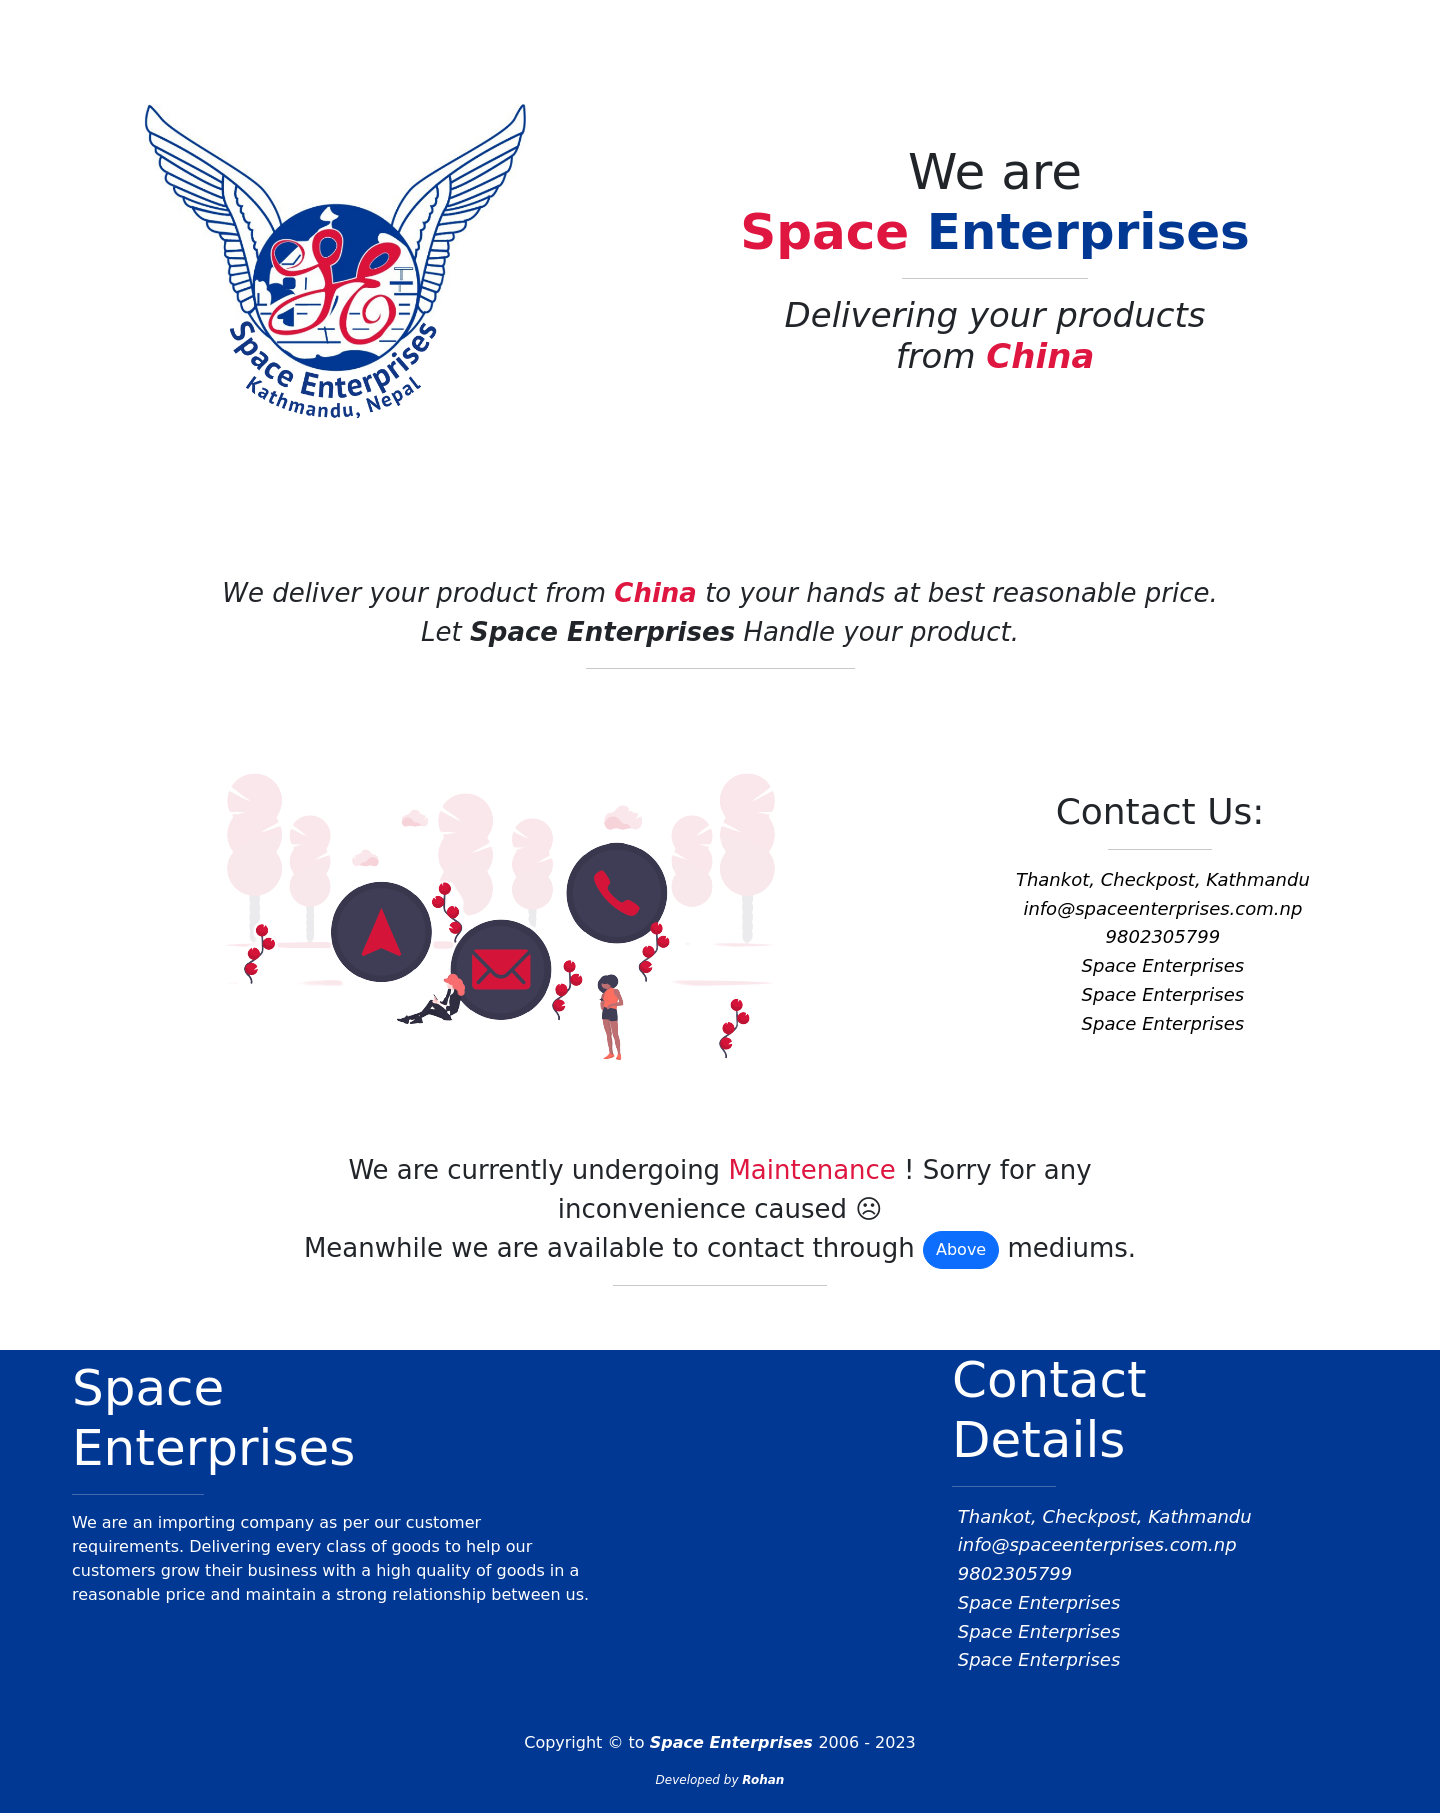 Space Enterprises
Kathmandu, Nepal
We are
Space Enterprises
Delivering your products
from China
We deliver your product from China to your hands at best reasonable price.
Let Space Enterprises Handle your product.
Contact Us:
Thankot, Checkpost, Kathmandu
info@spaceenterprises.com.np
9802305799
Space Enterprises
Space Enterprises
Space Enterprises
We are currently undergoing Maintenance ! Sorry for any
inconvenience caused ☹
Meanwhile we are available to contact through Above mediums.
Space
Enterprises
We are an importing company as per our customer
requirements. Delivering every class of goods to help our
customers grow their business with a high quality of goods in a
reasonable price and maintain a strong relationship between us.
Contact
Details
Thankot, Checkpost, Kathmandu
info@spaceenterprises.com.np
9802305799
Space Enterprises
Space Enterprises
Space Enterprises
Copyright © to Space Enterprises 2006 - 2023
Developed by Rohan